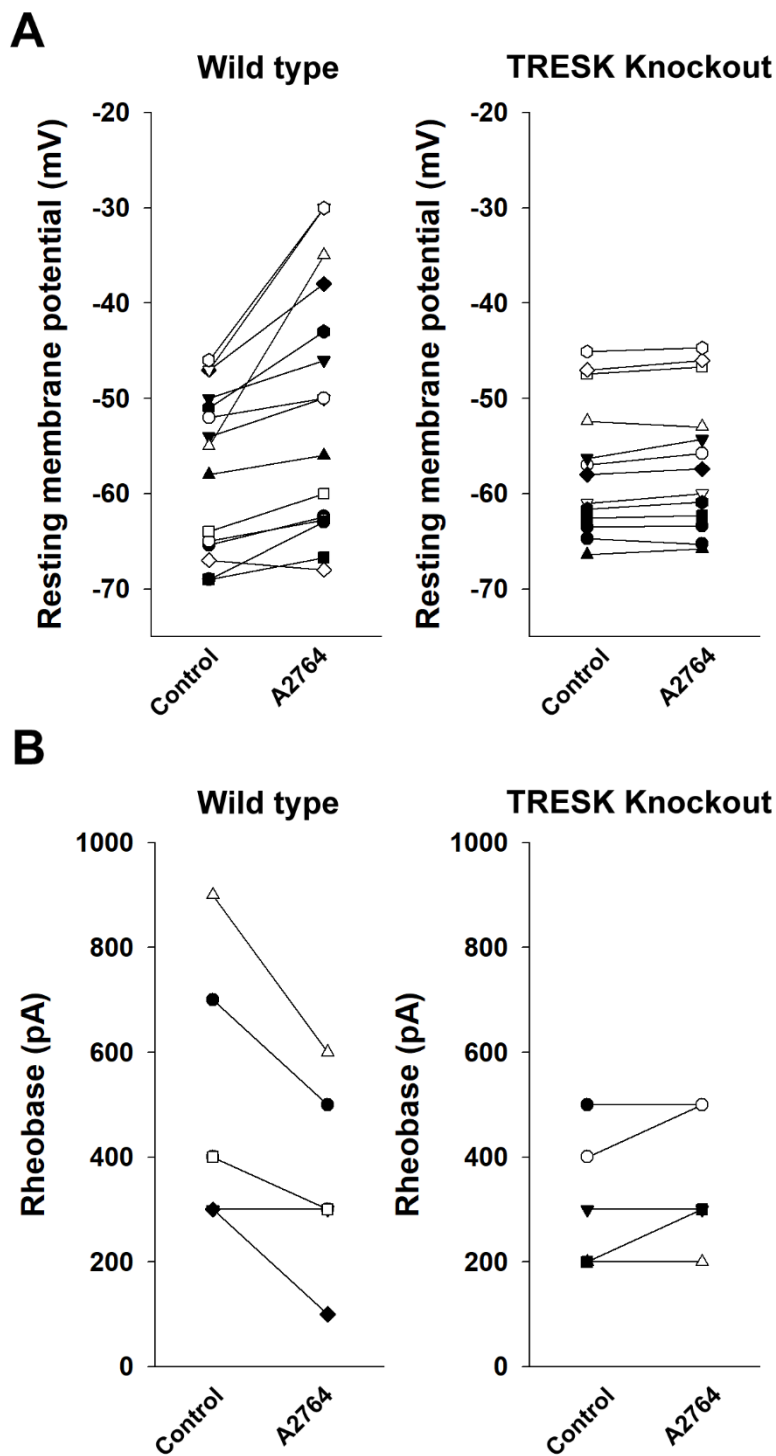 A
Wild type
TRESK Knockout
Resting membrane potential (mV)
-20
-30
-40
-50
-60
-70
Control
A2764
Resting membrane potential (mV)
-20
-30
-40
-50
-60
-70
Control
A2764
B
Wild type
TRESK Knockout
Rheobase (pA)
1000
800
600
400
200
0
Control
A2764
Rheobase (pA)
1000
800
600
400
200
0
Control
A2764